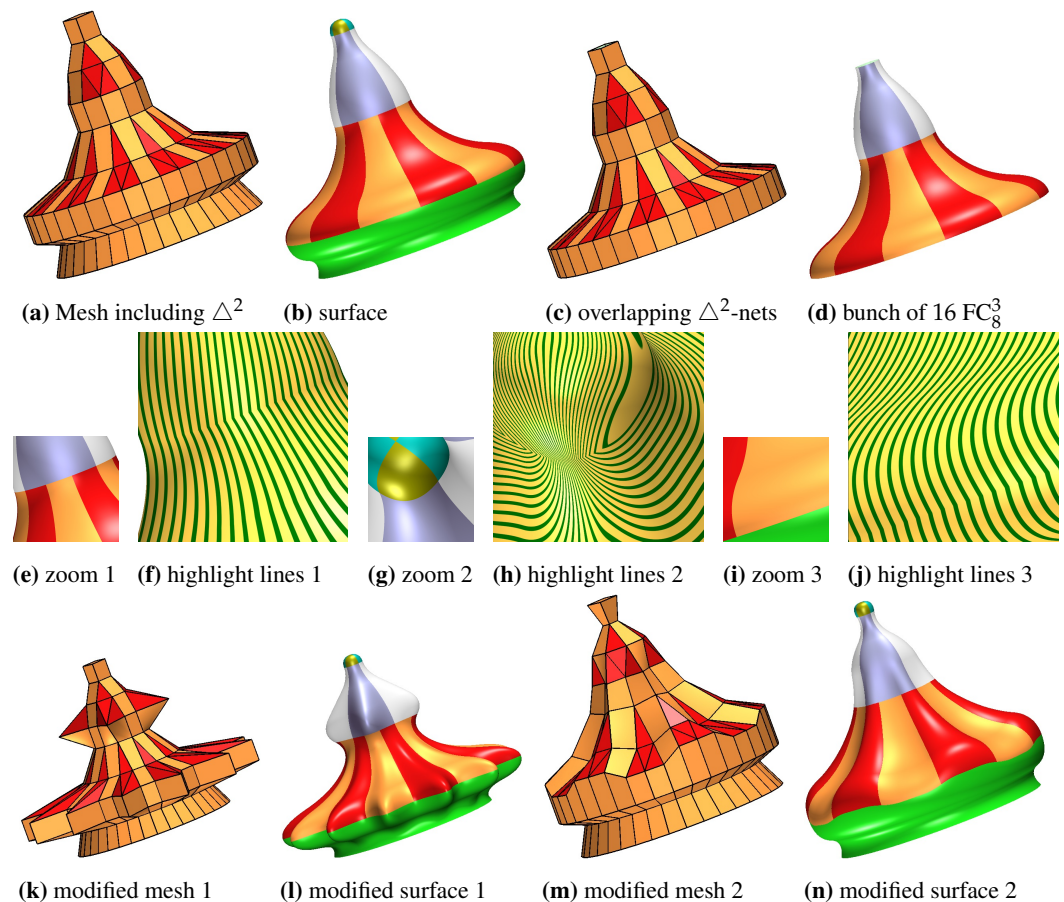 (a) Mesh including △² (b) surface (c) overlapping △²-nets (d) bunch of 16 FC³₈
(e) zoom 1 (f) highlight lines 1 (g) zoom 2 (h) highlight lines 2 (i) zoom 3 (j) highlight lines 3
(k) modified mesh 1 (l) modified surface 1 (m) modified mesh 2 (n) modified surface 2